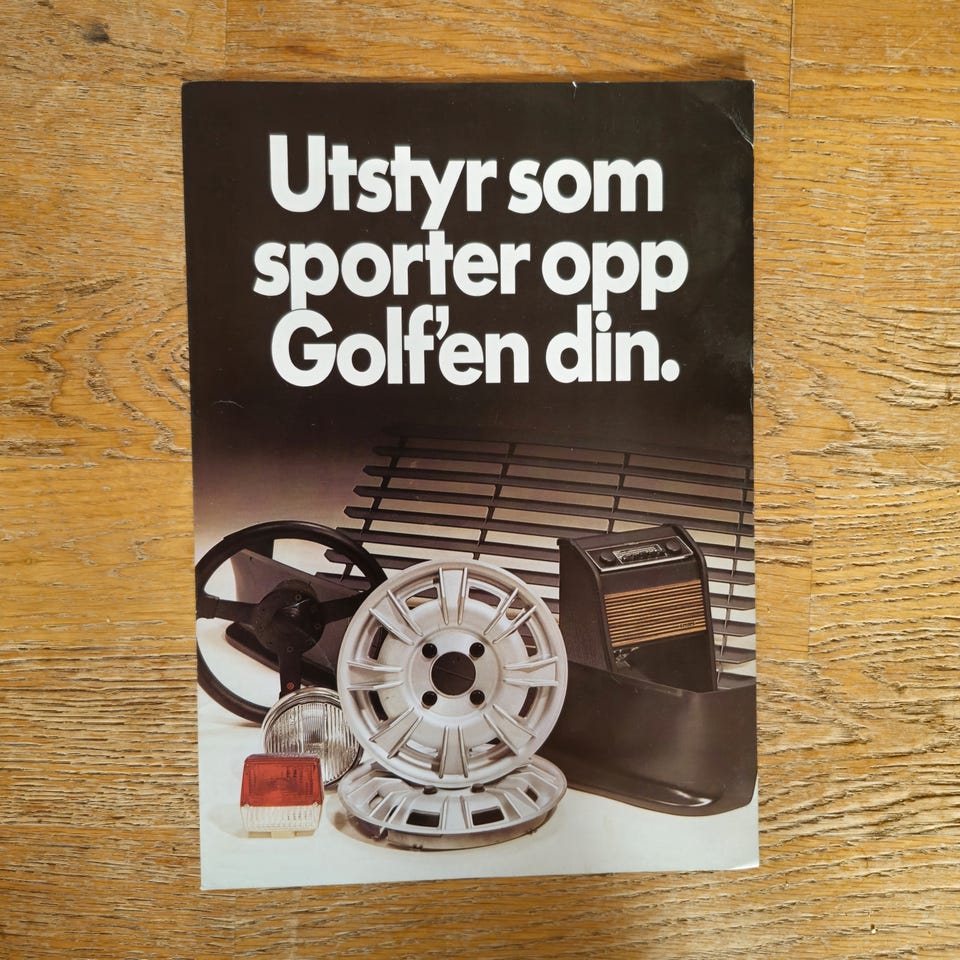 Utstyr som
sporter opp
Golf'en din.